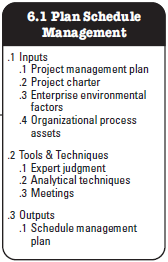 6.1 Plan Schedule
Management
.1 Inputs
.1 Project management plan
.2 Project charter
.3 Enterprise environmental
factors
.4 Organizational process
assets
.2 Tools & Techniques
.1 Expert judgment
.2 Analytical techniques
.3 Meetings
.3 Outputs
.1 Schedule management
plan